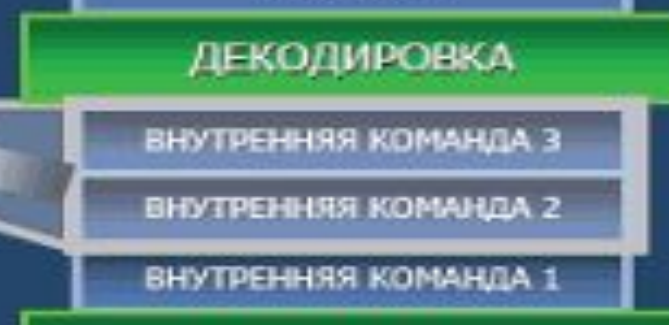 ДЕКОДИРОВКА
ВНУТРЕННЯЯ КОМАНДА 3
ВНУТРЕННЯЯ КОМАНДА 2
ВНУТРЕННЯЯ КОМАНДА 1